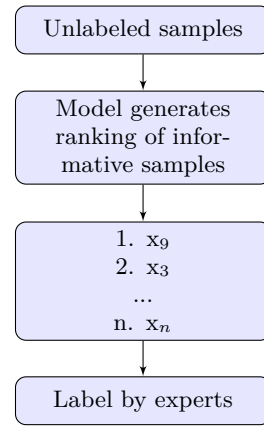 Unlabeled samples
Model generates
ranking of infor-
mative samples
1. x₉
2. x₃
...
n. xₙ
Label by experts